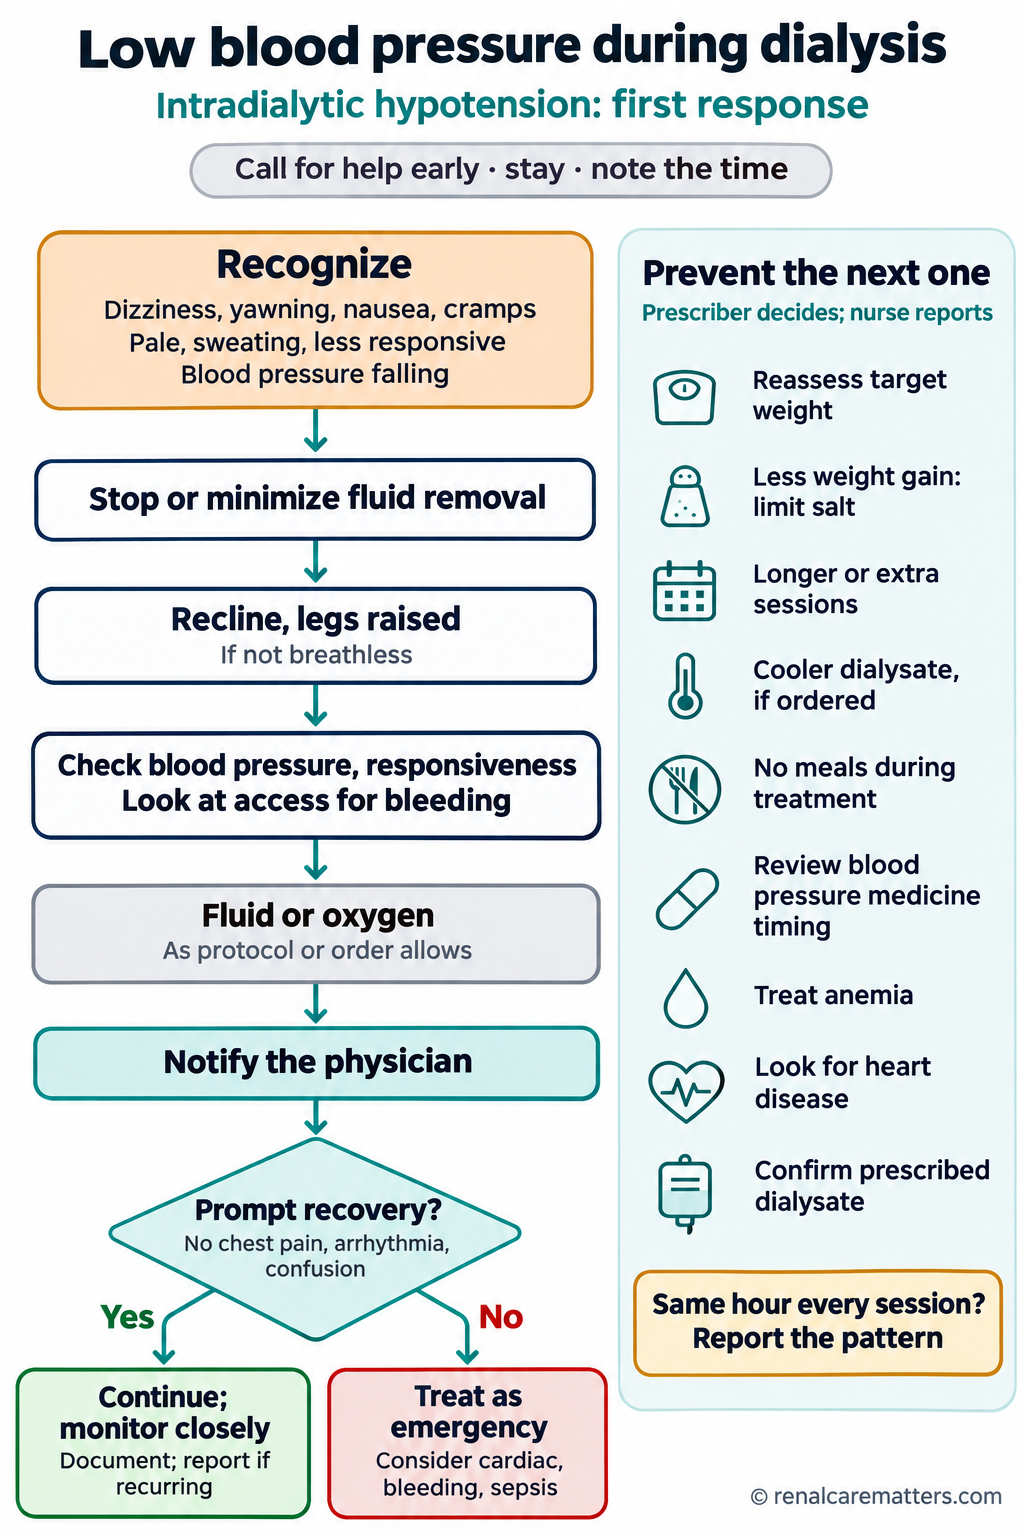 Low blood pressure during dialysis
Intradialytic hypotension: first response
Call for help early · stay · note the time
Recognize
Dizziness, yawning, nausea, cramps
Pale, sweating, less responsive
Blood pressure falling
Stop or minimize fluid removal
Recline, legs raised
If not breathless
Check blood pressure, responsiveness
Look at access for bleeding
Fluid or oxygen
As protocol or order allows
Notify the physician
Prompt recovery?
No chest pain, arrhythmia,
confusion
Yes
No
Continue;
monitor closely
Document; report if
recurring
Treat as
emergency
Consider cardiac,
bleeding, sepsis
Prevent the next one
Prescriber decides; nurse reports
Reassess target
weight
Less weight gain:
limit salt
Longer or extra
sessions
Cooler dialysate,
if ordered
No meals during
treatment
Review blood
pressure medicine
timing
Treat anemia
Look for heart
disease
Confirm prescribed
dialysate
Same hour every session?
Report the pattern
© renalcarematters.com